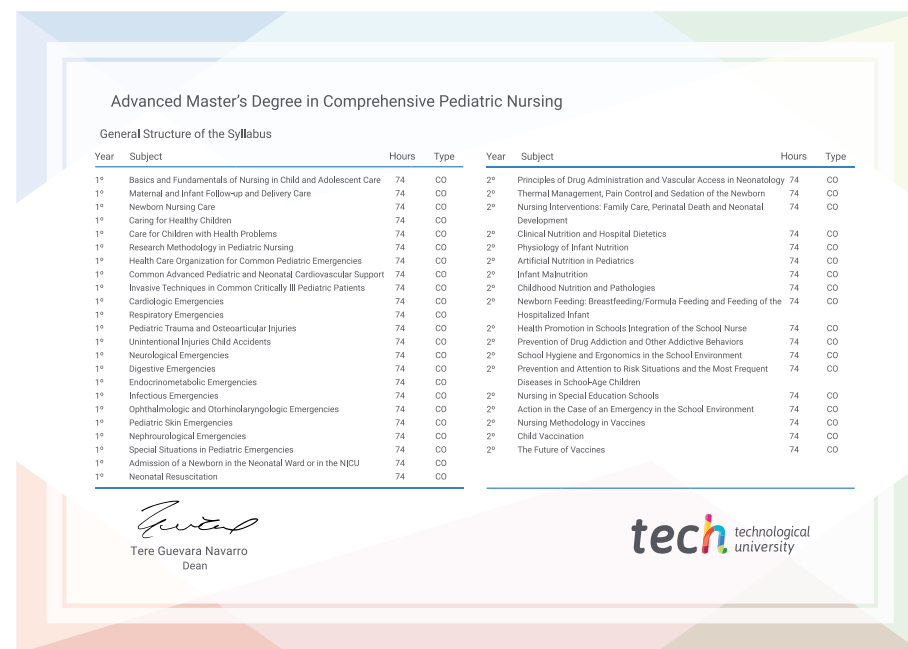 Advanced Master’s Degree in Comprehensive Pediatric Nursing
General Structure of the Syllabus
Year Subject Hours Type
1º Basics and Fundamentals of Nursing in Child and Adolescent Care 74 CO
1º Maternal and Infant Follow-up and Delivery Care 74 CO
1º Newborn Nursing Care 74 CO
1º Caring for Healthy Children 74 CO
1º Care for Children with Health Problems 74 CO
1º Research Methodology in Pediatric Nursing 74 CO
1º Health Care Organization for Common Pediatric Emergencies 74 CO
1º Common Advanced Pediatric and Neonatal Cardiovascular Support 74 CO
1º Invasive Techniques in Common Critically Ill Pediatric Patients 74 CO
1º Cardiologic Emergencies 74 CO
1º Respiratory Emergencies 74 CO
1º Pediatric Trauma and Osteoarticular Injuries 74 CO
1º Unintentional Injuries Child Accidents 74 CO
1º Neurological Emergencies 74 CO
1º Digestive Emergencies 74 CO
1º Endocrinometabolic Emergencies 74 CO
1º Infectious Emergencies 74 CO
1º Ophthalmologic and Otorhinolaryngologic Emergencies 74 CO
1º Pediatric Skin Emergencies 74 CO
1º Nephrourological Emergencies 74 CO
1º Special Situations in Pediatric Emergencies 74 CO
1º Admission of a Newborn in the Neonatal Ward or in the NICU 74 CO
1º Neonatal Resuscitation 74 CO
Year Subject Hours Type
2º Principles of Drug Administration and Vascular Access in Neonatology 74 CO
2º Thermal Management, Pain Control and Sedation of the Newborn 74 CO
2º Nursing Interventions: Family Care, Perinatal Death and Neonatal 74 CO
Development
2º Clinical Nutrition and Hospital Dietetics 74 CO
2º Physiology of Infant Nutrition 74 CO
2º Artificial Nutrition in Pediatrics 74 CO
2º Infant Malnutrition 74 CO
2º Childhood Nutrition and Pathologies 74 CO
2º Newborn Feeding: Breastfeeding/Formula Feeding and Feeding of the 74 CO
Hospitalized Infant
2º Health Promotion in Schools Integration of the School Nurse 74 CO
2º Prevention of Drug Addiction and Other Addictive Behaviors 74 CO
2º School Hygiene and Ergonomics in the School Environment 74 CO
2º Prevention and Attention to Risk Situations and the Most Frequent 74 CO
Diseases in School-Age Children
2º Nursing in Special Education Schools 74 CO
2º Action in the Case of an Emergency in the School Environment 74 CO
2º Nursing Methodology in Vaccines 74 CO
2º Child Vaccination 74 CO
2º The Future of Vaccines 74 CO
Tere Guevara Navarro
Dean
tech technological
university